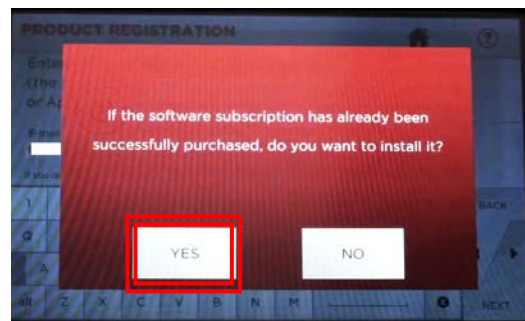 PRODUCT REGISTRATION
If the software subscription has already been
successfully purchased, do you want to install it?
YES
NO
BACK
Q
A
alt Z X C V B N M NEXT